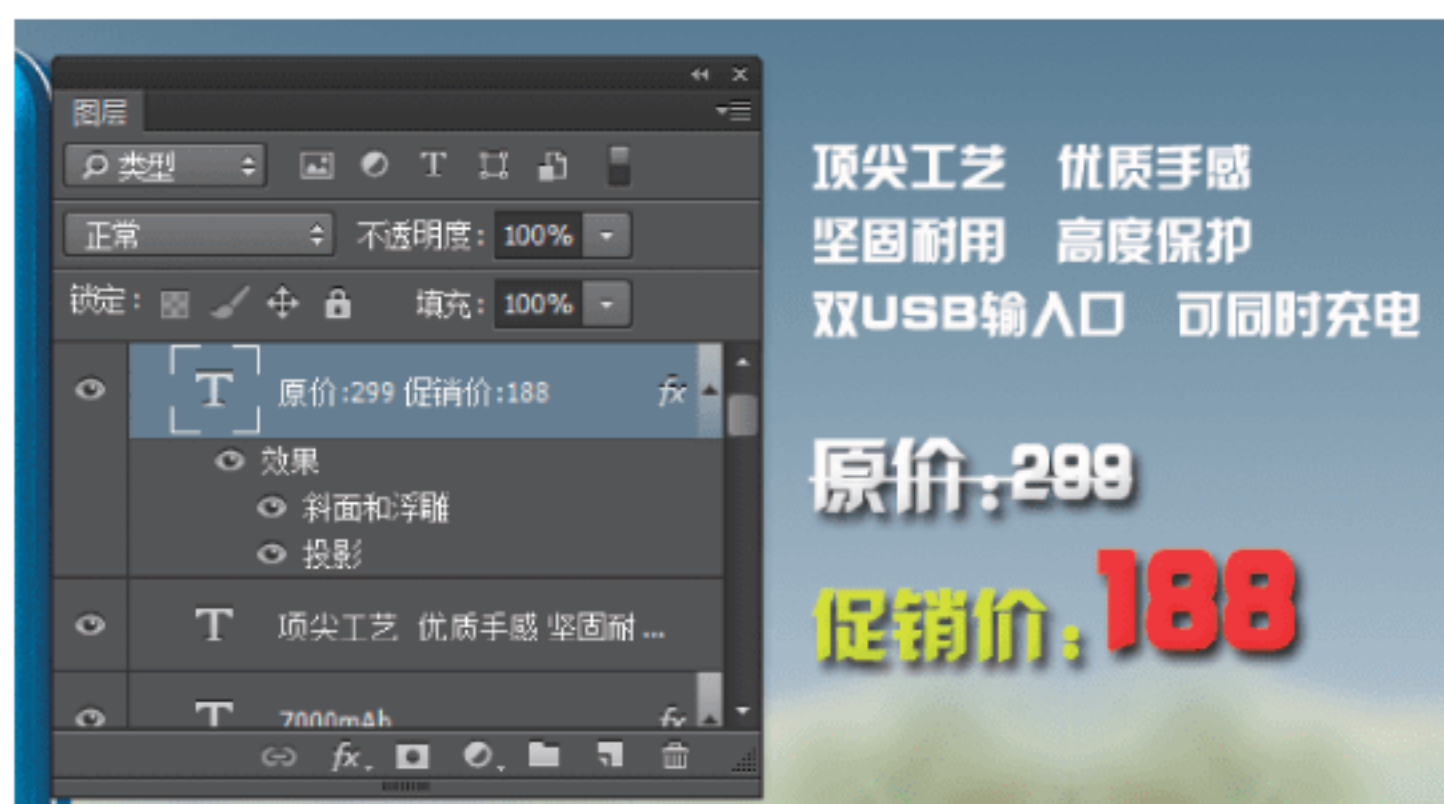 图层
类型
正常 不透明度: 100%
锁定: 填充: 100%
T 原价:299 促销价:188 fx
效果
斜面和浮雕
投影
T 项尖工艺 优质手感 坚固耐...
T 7000mAh fx
fx
顶尖工艺 优质手感
坚固耐用 高度保护
双USB输入口 可同时充电
原价:299
促销价:188